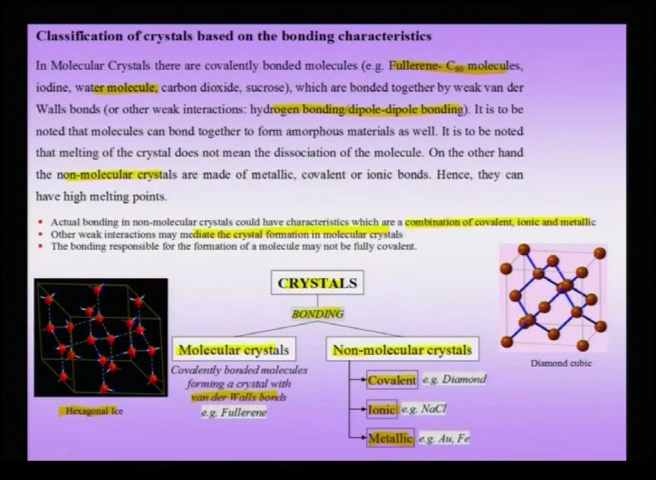 Classification of crystals based on the bonding characteristics
In Molecular Crystals there are covalently bonded molecules (e.g. Fullerene- C60 molecules,
iodine, water molecule, carbon dioxide, sucrose), which are bonded together by weak van der
Walls bonds (or other weak interactions: hydrogen bonding/dipole-dipole bonding). It is to be
noted that molecules can bond together to form amorphous materials as well. It is to be noted
that melting of the crystal does not mean the dissociation of the molecule. On the other hand
the non-molecular crystals are made of metallic, covalent or ionic bonds. Hence, they can
have high melting points.
• Actual bonding in non-molecular crystals could have characteristics which are a combination of covalent, ionic and metallic
• Other weak interactions may mediate the crystal formation in molecular crystals
• The bonding responsible for the formation of a molecule may not be fully covalent.
CRYSTALS
BONDING
Molecular crystals
Non-molecular crystals
Diamond cubic
Covalently bonded molecules
forming a crystal with
van der Walls bonds
e.g. Fullerene
Covalent e.g. Diamond
Ionic e.g. NaCl
Metallic e.g. Au, Fe
Hexagonal Ice